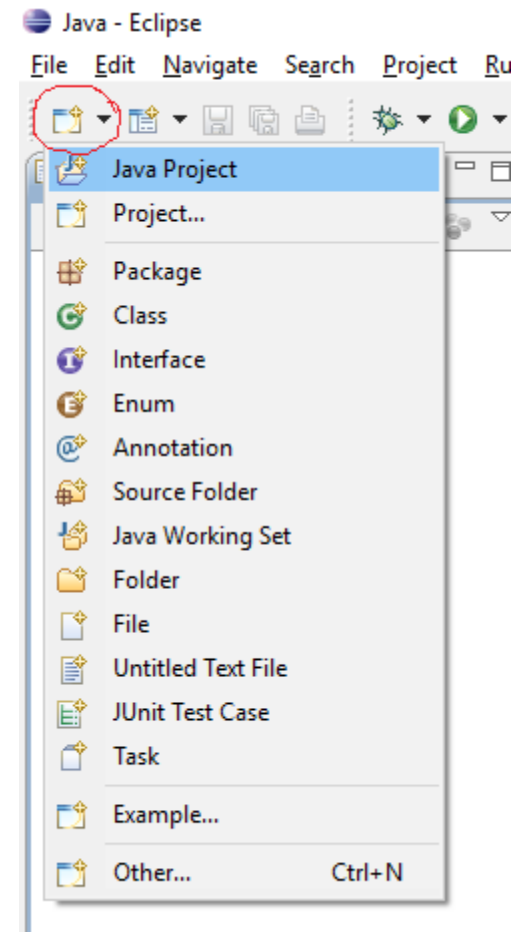 Java - Eclipse
File Edit Navigate Search Project Ru
Java Project
Project...
Package
Class
Interface
Enum
Annotation
Source Folder
Java Working Set
Folder
File
Untitled Text File
JUnit Test Case
Task
Example...
Other... Ctrl+N